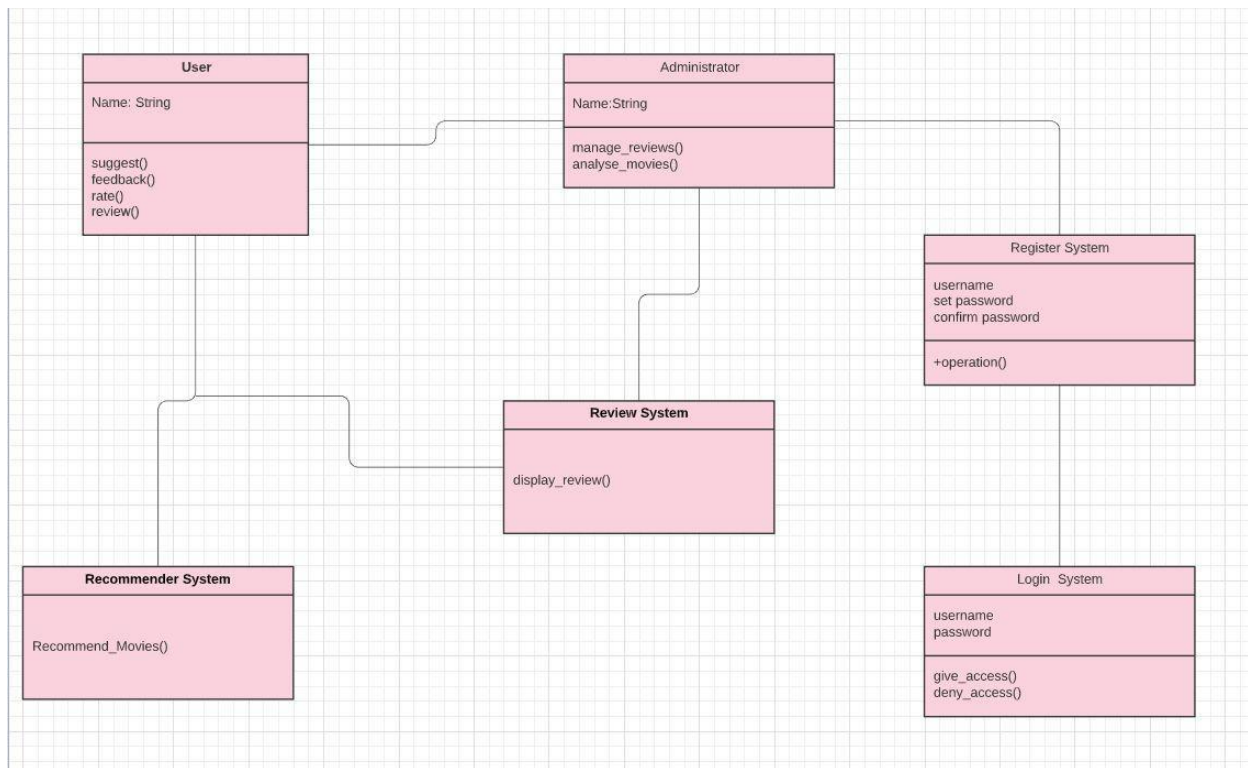 User
Name: String
suggest()
feedback()
rate()
review()
Administrator
Name:String
manage_reviews()
analyse_movies()
Register System
username
set password
confirm password
+operation()
Review System
display_review()
Recommender System
Recommend_Movies()
Login  System
username
password
give_access()
deny_access()